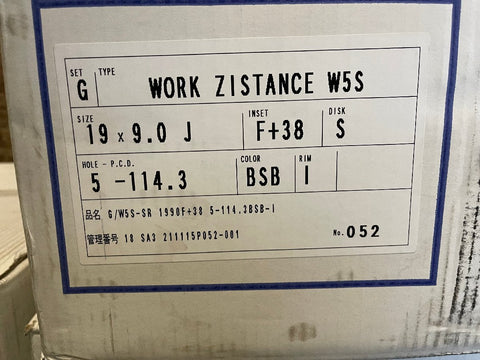 SET TYPE
G WORK ZISTANCE W5S
SIZE INSET DISK
19 x 9.0 J F+38 S
HOLE - P.C.D. COLOR RIM
5 -114.3 BSB I
品名 G/W5S-SR 1990F+38 5-114.3BSB-I
管理番号 18 SA3 211115P052-001 No.052